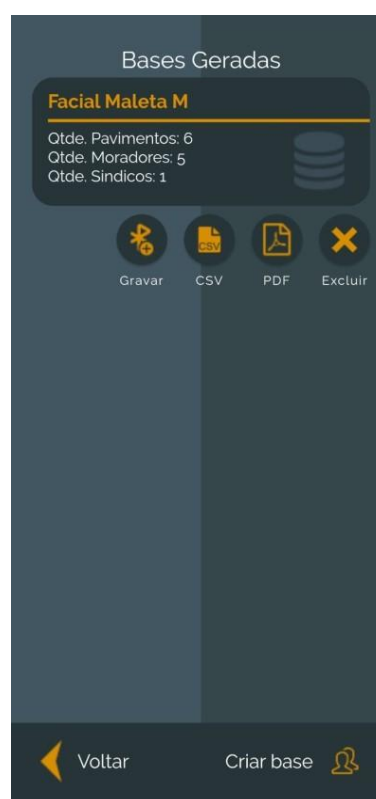 Bases Geradas
Facial Maleta M
Qtde. Pavimentos: 6
Qtde. Moradores: 5
Qtde. Sindicos: 1
CSV
Gravar CSV PDF Excluir
Voltar Criar base